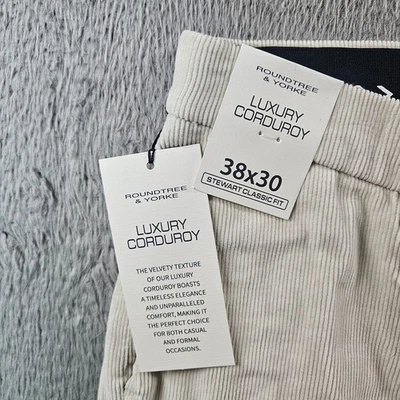 ROUNDTREE
& YORKE
LUXURY
CORDUROY
38x30
STEWART CLASSIC FIT
ROUNDTREE
& YORKE
LUXURY
CORDUROY
THE VELVETY TEXTURE
OF OUR LUXURY
CORDUROY BOASTS
A TIMELESS ELEGANCE
AND UNPARALLELED
COMFORT, MAKING IT
THE PERFECT CHOICE
FOR BOTH CASUAL
AND FORMAL
OCCASIONS.